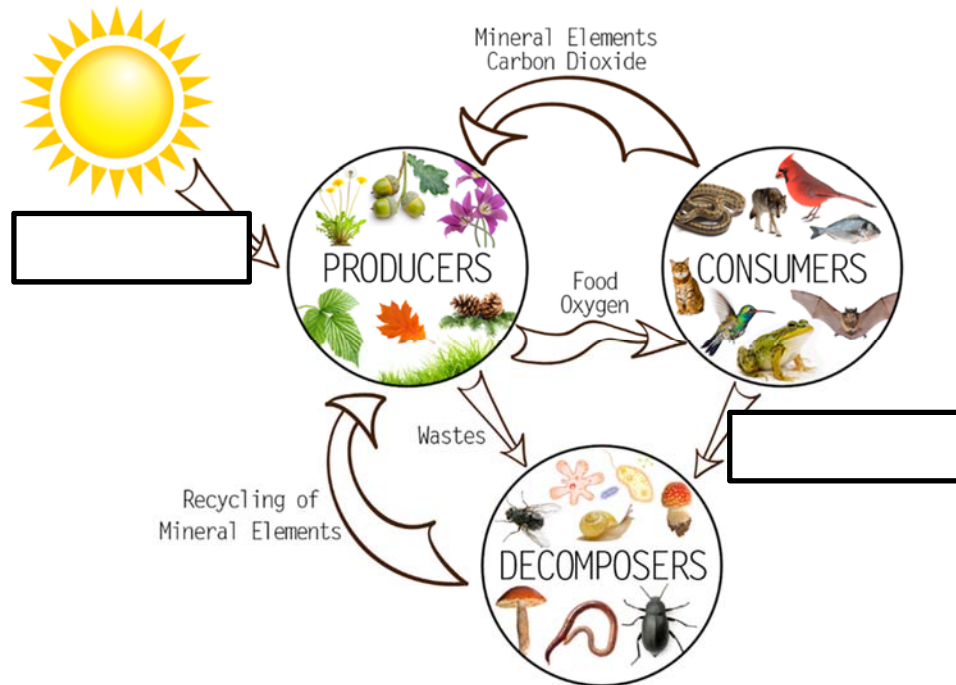 Mineral Elements
Carbon Dioxide
PRODUCERS
CONSUMERS
Food
Oxygen
Wastes
Recycling of
Mineral Elements
DECOMPOSERS